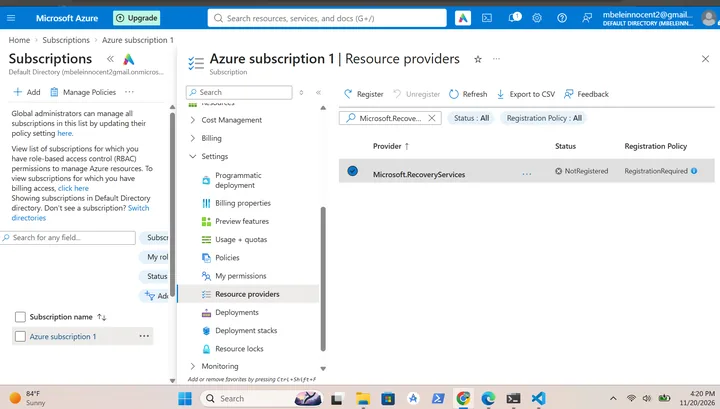 Microsoft Azure
Upgrade
Search resources, services, and docs (G+/)
mbeleinnocent2@gmail...
DEFAULT DIRECTORY (MBELEINN...
Home > Subscriptions > Azure subscription 1
Subscriptions
Default Directory (mbeleinnocent2gmail.onmicros...
Add
Manage Policies
Global administrators can manage all
subscriptions in this list by updating their
policy setting here.
View list of subscriptions for which you
have role-based access control (RBAC)
permissions to manage Azure resources. To
view subscriptions for which you have
billing access, click here
Showing subscriptions in Default Directory
directory. Don't see a subscription? Switch
directories
Search for any field...
Subscr
My rol
Status
Ad
Subscription name
Azure subscription 1
Azure subscription 1 | Resource providers
Subscription
Search
Resources
Cost Management
Billing
Settings
Programmatic
deployment
Billing properties
Preview features
Usage + quotas
Policies
My permissions
Resource providers
Deployments
Deployment stacks
Resource locks
Monitoring
Add or remove favorites by pressing Ctrl+Shift+F
Register
Unregister
Refresh
Export to CSV
Feedback
Microsoft.Recove...
Status : All
Registration Policy : All
Provider
Status
Registration Policy
Microsoft.RecoveryServices
NotRegistered
RegistrationRequired
84°F
Sunny
Search
4:20 PM
11/20/2026